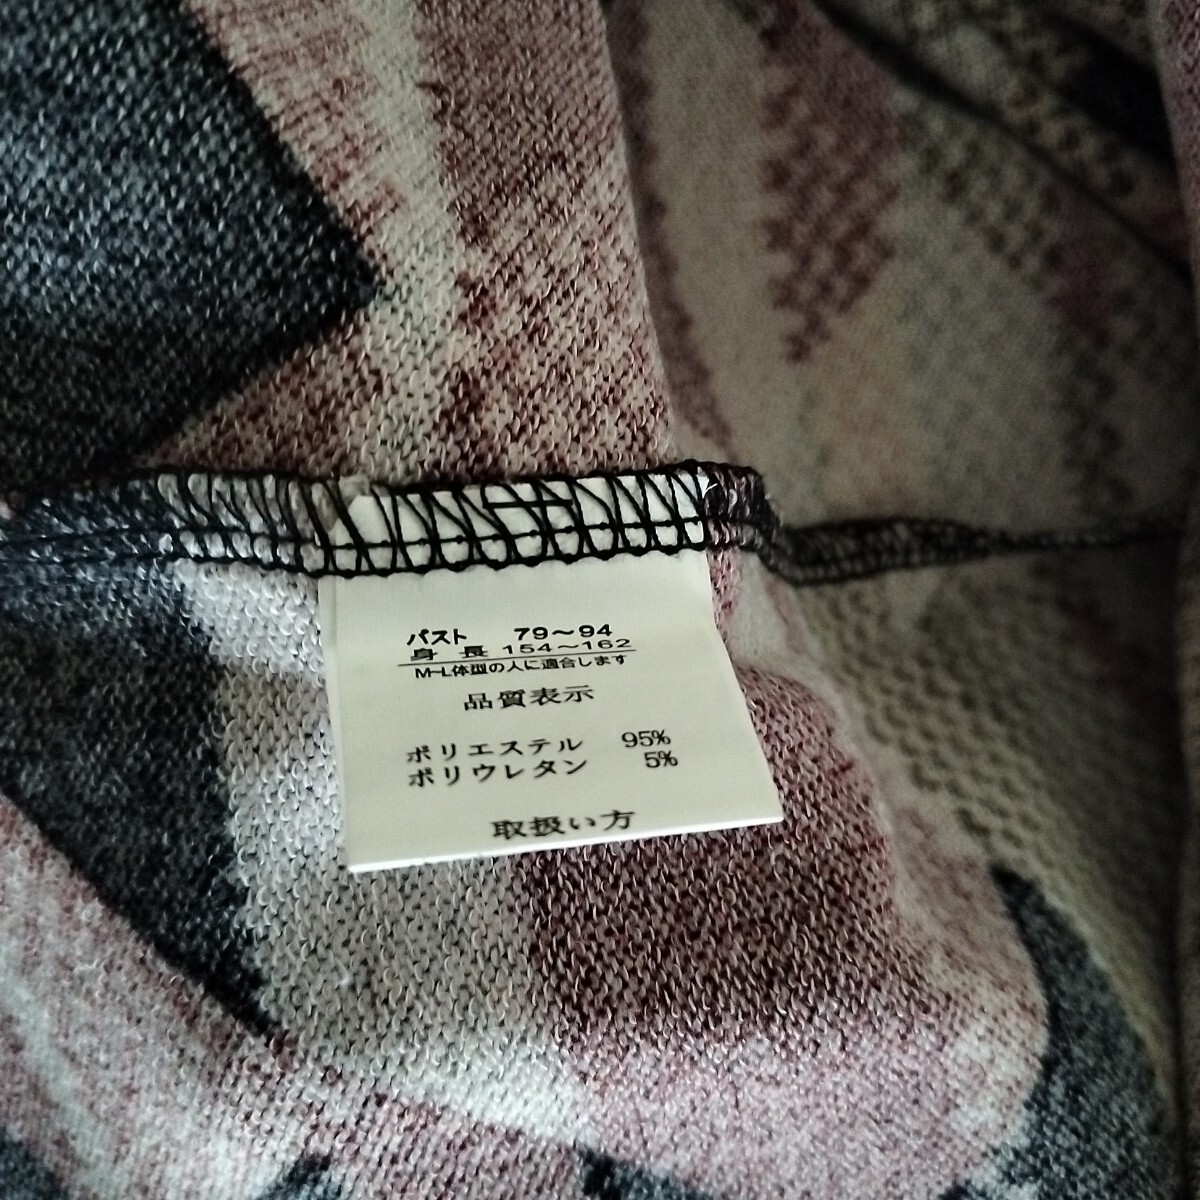 パスト 79～94
身長 154～162
M~L体型の人に適合します
品質表示
ポリエステル 95%
ポリウレタン 5%
取扱い方